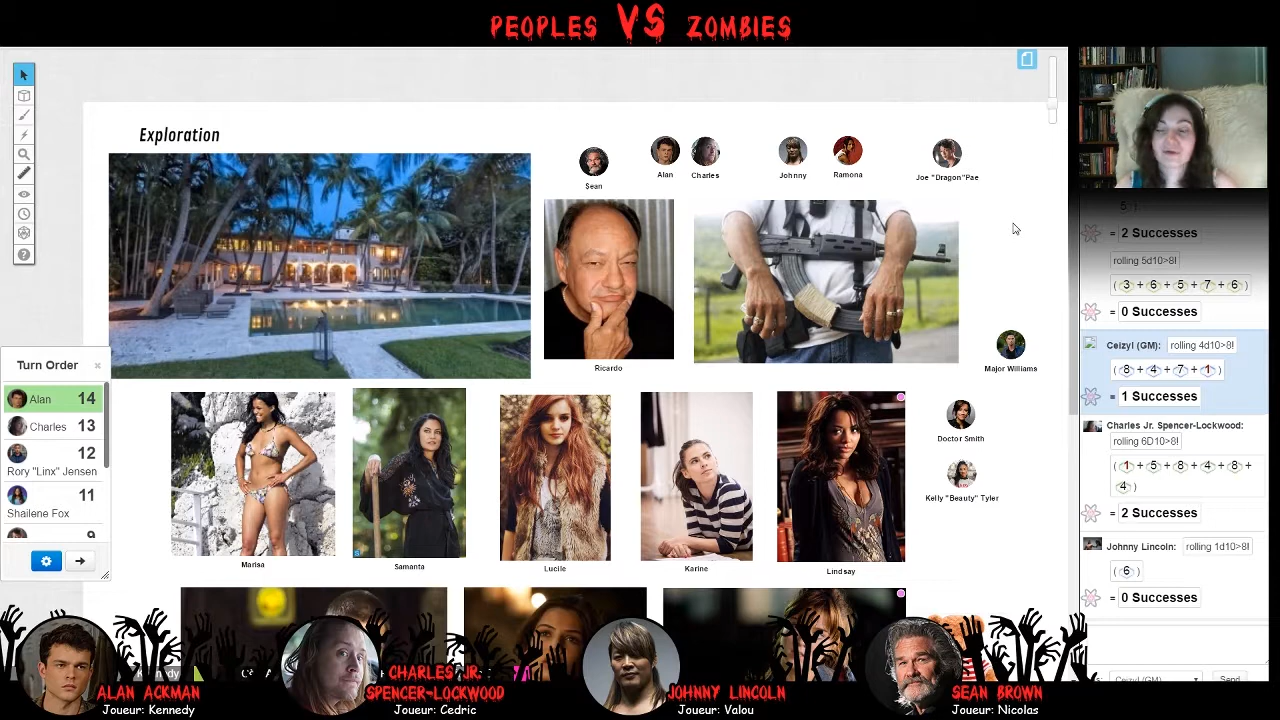 PEOPLES VS ZOMBIES
Exploration
Sean
Alan
Charles
Johnny
Ramona
Joe "Dragon"Pae
Ricardo
Major Williams
Doctor Smith
Kelly "Beauty" Tyler
Marisa
Samanta
Lucile
Karine
Lindsay
Turn Order ×
Alan 14
Charles 13
12
Rory "Linx" Jensen
11
Shailene Fox
= 2 Successes
rolling 5d10>8!
(3 + 6 + 5 + 7 + 6)
= 0 Successes
Ceizyl (GM): rolling 4d10>8!
(8 + 4 + 7 + 1)
= 1 Successes
Charles Jr. Spencer-Lockwood:
rolling 6D10>8!
(1 + 5 + 8 + 4 + 8 +
4)
= 2 Successes
Johnny Lincoln: rolling 1d10>8!
(6)
= 0 Successes
Ceizyl (GM) Send
ALAN ACKMAN
Joueur: Kennedy
CHARLES JR.
SPENCER-LOCKWOOD
Joueur: Cedric
JOHNNY LINCOLN
Joueur: Valou
SEAN BROWN
Joueur: Nicolas